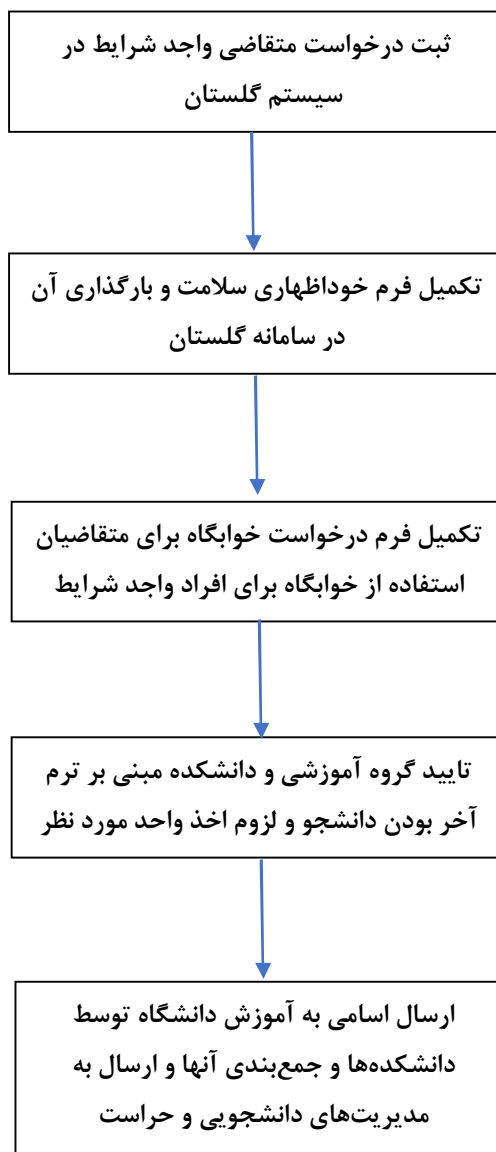 ثبت درخواست متقاضی واجد شرایط در
سیستم گلستان
تکمیل فرم خوداظهاری سلامت و بارگذاری آن
در سامانه گلستان
تکمیل فرم درخواست خوابگاه برای متقاضیان
استفاده از خوابگاه برای افراد واجد شرایط
تایید گروه آموزشی و دانشکده مبنی بر ترم
آخر بودن دانشجو و لزوم اخذ واحد مورد نظر
ارسال اسامی به آموزش دانشگاه توسط
دانشکده‌ها و جمع‌بندی آنها و ارسال به
مدیریت‌های دانشجویی و حراست